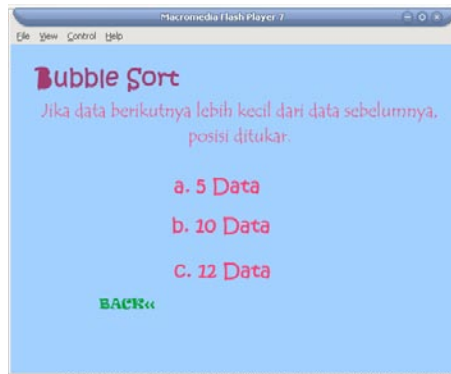 Macromedia Flash Player 7
File View Control Help
Bubble Sort
Jika data berikutnya lebih kecil dari data sebelumnya,
posisi ditukar.
a. 5 Data
b. 10 Data
c. 12 Data
BACK<<